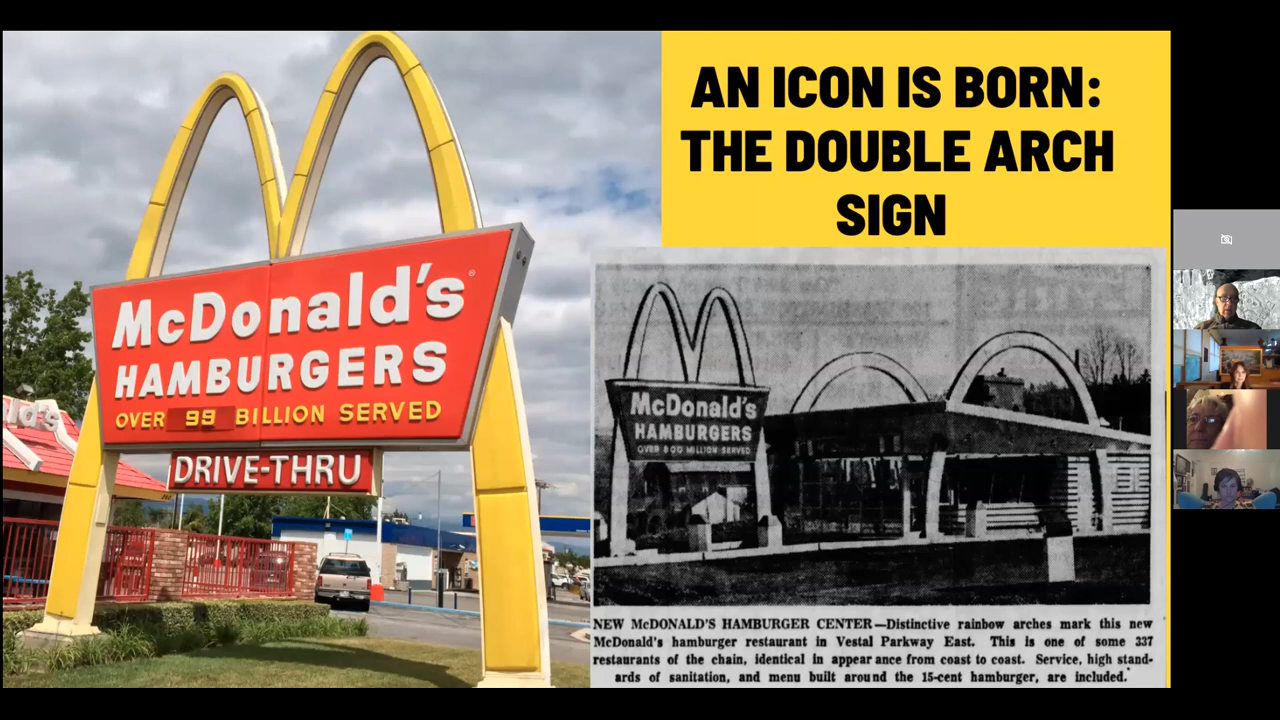 AN ICON IS BORN:
THE DOUBLE ARCH
SIGN
McDonald's
HAMBURGERS
OVER 99 BILLION SERVED
DRIVE-THRU
ld's
McDonald's
HAMBURGERS
OVER 800 MILLION SERVED
NEW McDONALD'S HAMBURGER CENTER—Distinctive rainbow arches mark this new
McDonald's hamburger restaurant in Vestal Parkway East. This is one of some 337
restaurants of the chain, identical in appearance from coast to coast. Service, high stand-
ards of sanitation, and menu built around the 15-cent hamburger, are included.